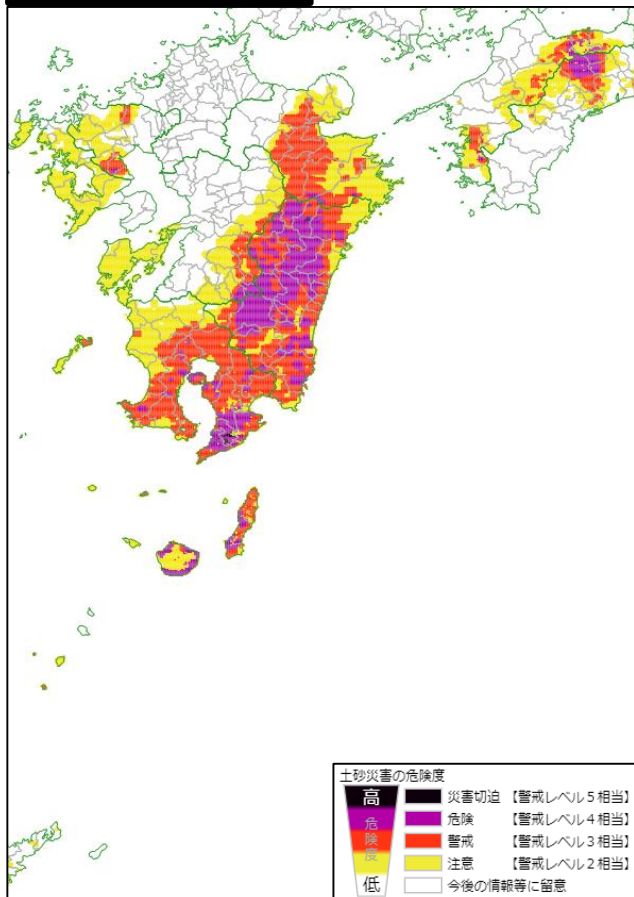 土砂災害の危険度
高
危険度
低
災害切迫 【警戒レベル５相当】
危険 【警戒レベル４相当】
警戒 【警戒レベル３相当】
注意 【警戒レベル２相当】
今後の情報等に留意